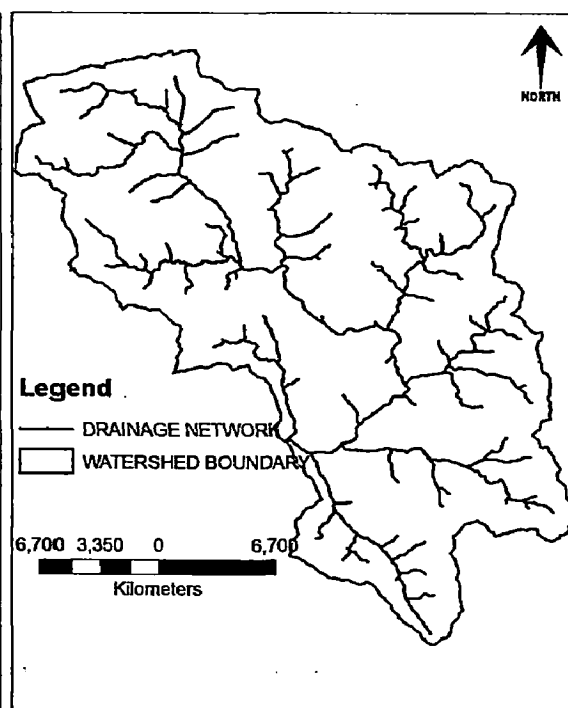 NORTH
Legend
DRAINAGE NETWORK
WATERSHED BOUNDARY
6,700 3,350 0 6,700
Kilometers